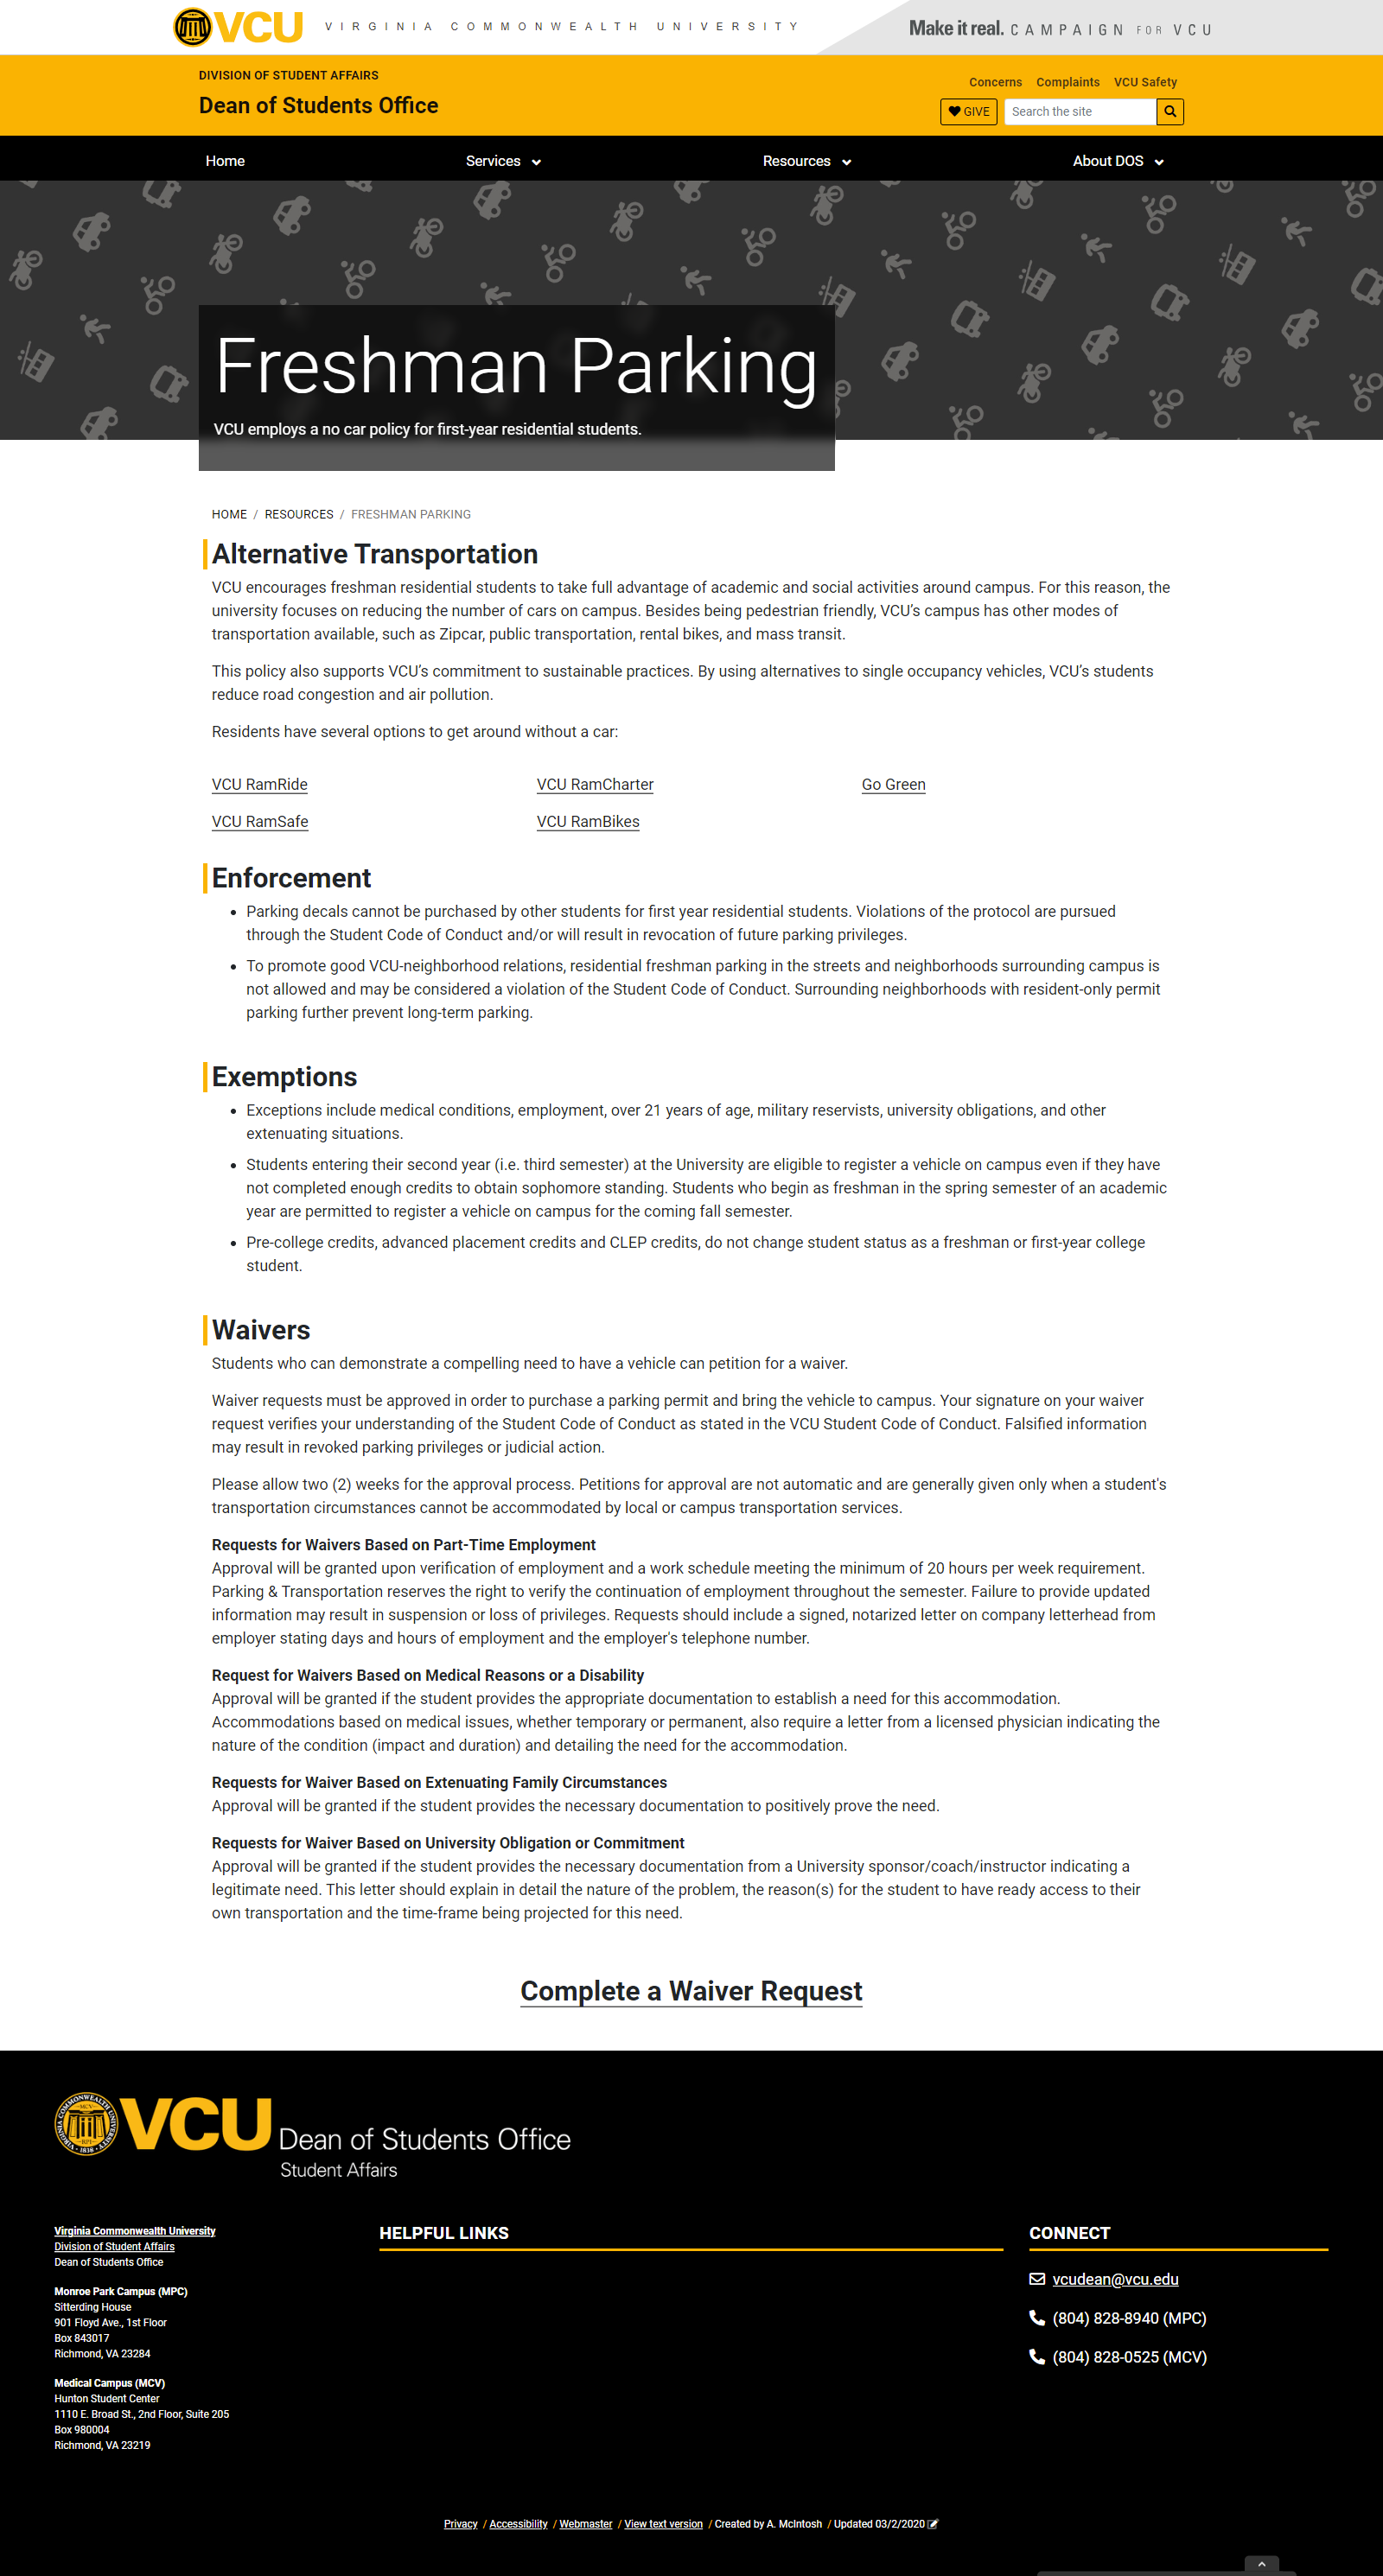 VCU VIRGINIA COMMONWEALTH UNIVERSITY
Make it real. CAMPAIGN FOR VCU
DIVISION OF STUDENT AFFAIRS
Dean of Students Office
Concerns Complaints VCU Safety
GIVE Search the site
Home Services Resources About DOS
Freshman Parking
VCU employs a no car policy for first-year residential students.
HOME / RESOURCES / FRESHMAN PARKING
Alternative Transportation
VCU encourages freshman residential students to take full advantage of academic and social activities around campus. For this reason, the
university focuses on reducing the number of cars on campus. Besides being pedestrian friendly, VCU’s campus has other modes of
transportation available, such as Zipcar, public transportation, rental bikes, and mass transit.
This policy also supports VCU’s commitment to sustainable practices. By using alternatives to single occupancy vehicles, VCU’s students
reduce road congestion and air pollution.
Residents have several options to get around without a car:
VCU RamRide VCU RamCharter Go Green
VCU RamSafe VCU RamBikes
Enforcement
• Parking decals cannot be purchased by other students for first year residential students. Violations of the protocol are pursued
through the Student Code of Conduct and/or will result in revocation of future parking privileges.
• To promote good VCU-neighborhood relations, residential freshman parking in the streets and neighborhoods surrounding campus is
not allowed and may be considered a violation of the Student Code of Conduct. Surrounding neighborhoods with resident-only permit
parking further prevent long-term parking.
Exemptions
• Exceptions include medical conditions, employment, over 21 years of age, military reservists, university obligations, and other
extenuating situations.
• Students entering their second year (i.e. third semester) at the University are eligible to register a vehicle on campus even if they have
not completed enough credits to obtain sophomore standing. Students who begin as freshman in the spring semester of an academic
year are permitted to register a vehicle on campus for the coming fall semester.
• Pre-college credits, advanced placement credits and CLEP credits, do not change student status as a freshman or first-year college
student.
Waivers
Students who can demonstrate a compelling need to have a vehicle can petition for a waiver.
Waiver requests must be approved in order to purchase a parking permit and bring the vehicle to campus. Your signature on your waiver
request verifies your understanding of the Student Code of Conduct as stated in the VCU Student Code of Conduct. Falsified information
may result in revoked parking privileges or judicial action.
Please allow two (2) weeks for the approval process. Petitions for approval are not automatic and are generally given only when a student's
transportation circumstances cannot be accommodated by local or campus transportation services.
Requests for Waivers Based on Part-Time Employment
Approval will be granted upon verification of employment and a work schedule meeting the minimum of 20 hours per week requirement.
Parking & Transportation reserves the right to verify the continuation of employment throughout the semester. Failure to provide updated
information may result in suspension or loss of privileges. Requests should include a signed, notarized letter on company letterhead from
employer stating days and hours of employment and the employer's telephone number.
Request for Waivers Based on Medical Reasons or a Disability
Approval will be granted if the student provides the appropriate documentation to establish a need for this accommodation.
Accommodations based on medical issues, whether temporary or permanent, also require a letter from a licensed physician indicating the
nature of the condition (impact and duration) and detailing the need for the accommodation.
Requests for Waiver Based on Extenuating Family Circumstances
Approval will be granted if the student provides the necessary documentation to positively prove the need.
Requests for Waiver Based on University Obligation or Commitment
Approval will be granted if the student provides the necessary documentation from a University sponsor/coach/instructor indicating a
legitimate need. This letter should explain in detail the nature of the problem, the reason(s) for the student to have ready access to their
own transportation and the time-frame being projected for this need.
Complete a Waiver Request
VCU Dean of Students Office
Student Affairs
Virginia Commonwealth University
Division of Student Affairs
Dean of Students Office
Monroe Park Campus (MPC)
Sitterding House
901 Floyd Ave., 1st Floor
Box 843017
Richmond, VA 23284
Medical Campus (MCV)
Hunton Student Center
1110 E. Broad St., 2nd Floor, Suite 205
Box 980004
Richmond, VA 23219
HELPFUL LINKS
CONNECT
vcudean@vcu.edu
(804) 828-8940 (MPC)
(804) 828-0525 (MCV)
Privacy / Accessibility / Webmaster / View text version / Created by A. McIntosh / Updated 03/2/2020